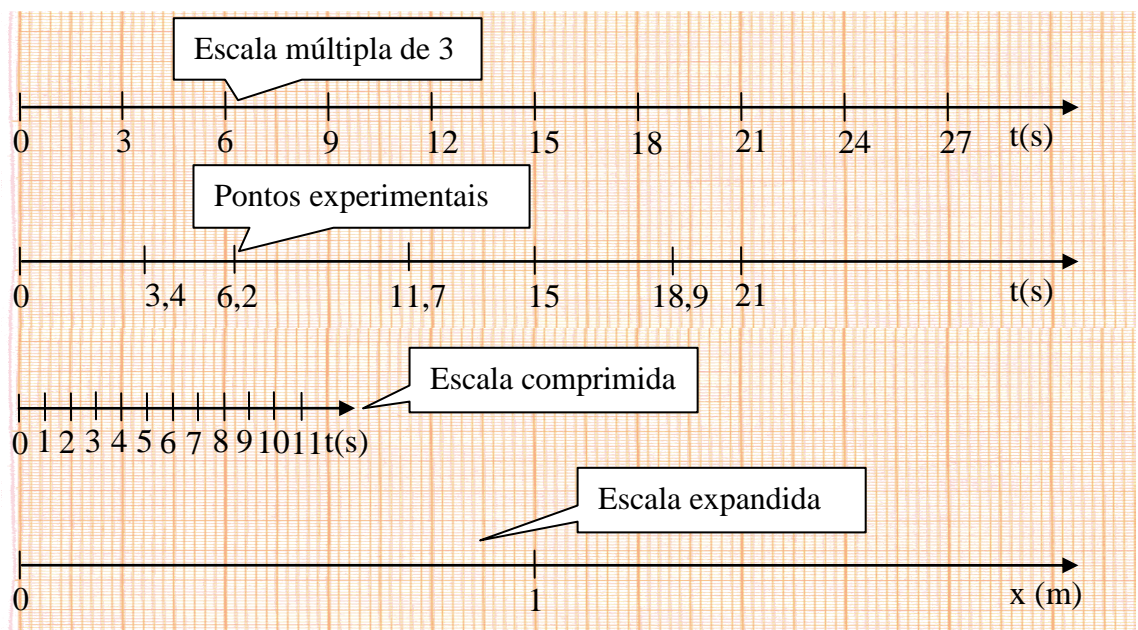 Escala múltipla de 3
0 3 6 9 12 15 18 21 24 27 t(s)
Pontos experimentais
0 3,4 6,2 11,7 15 18,9 21 t(s)
Escala comprimida
0 1 2 3 4 5 6 7 8 9 10 11 t(s)
Escala expandida
0 1 x (m)